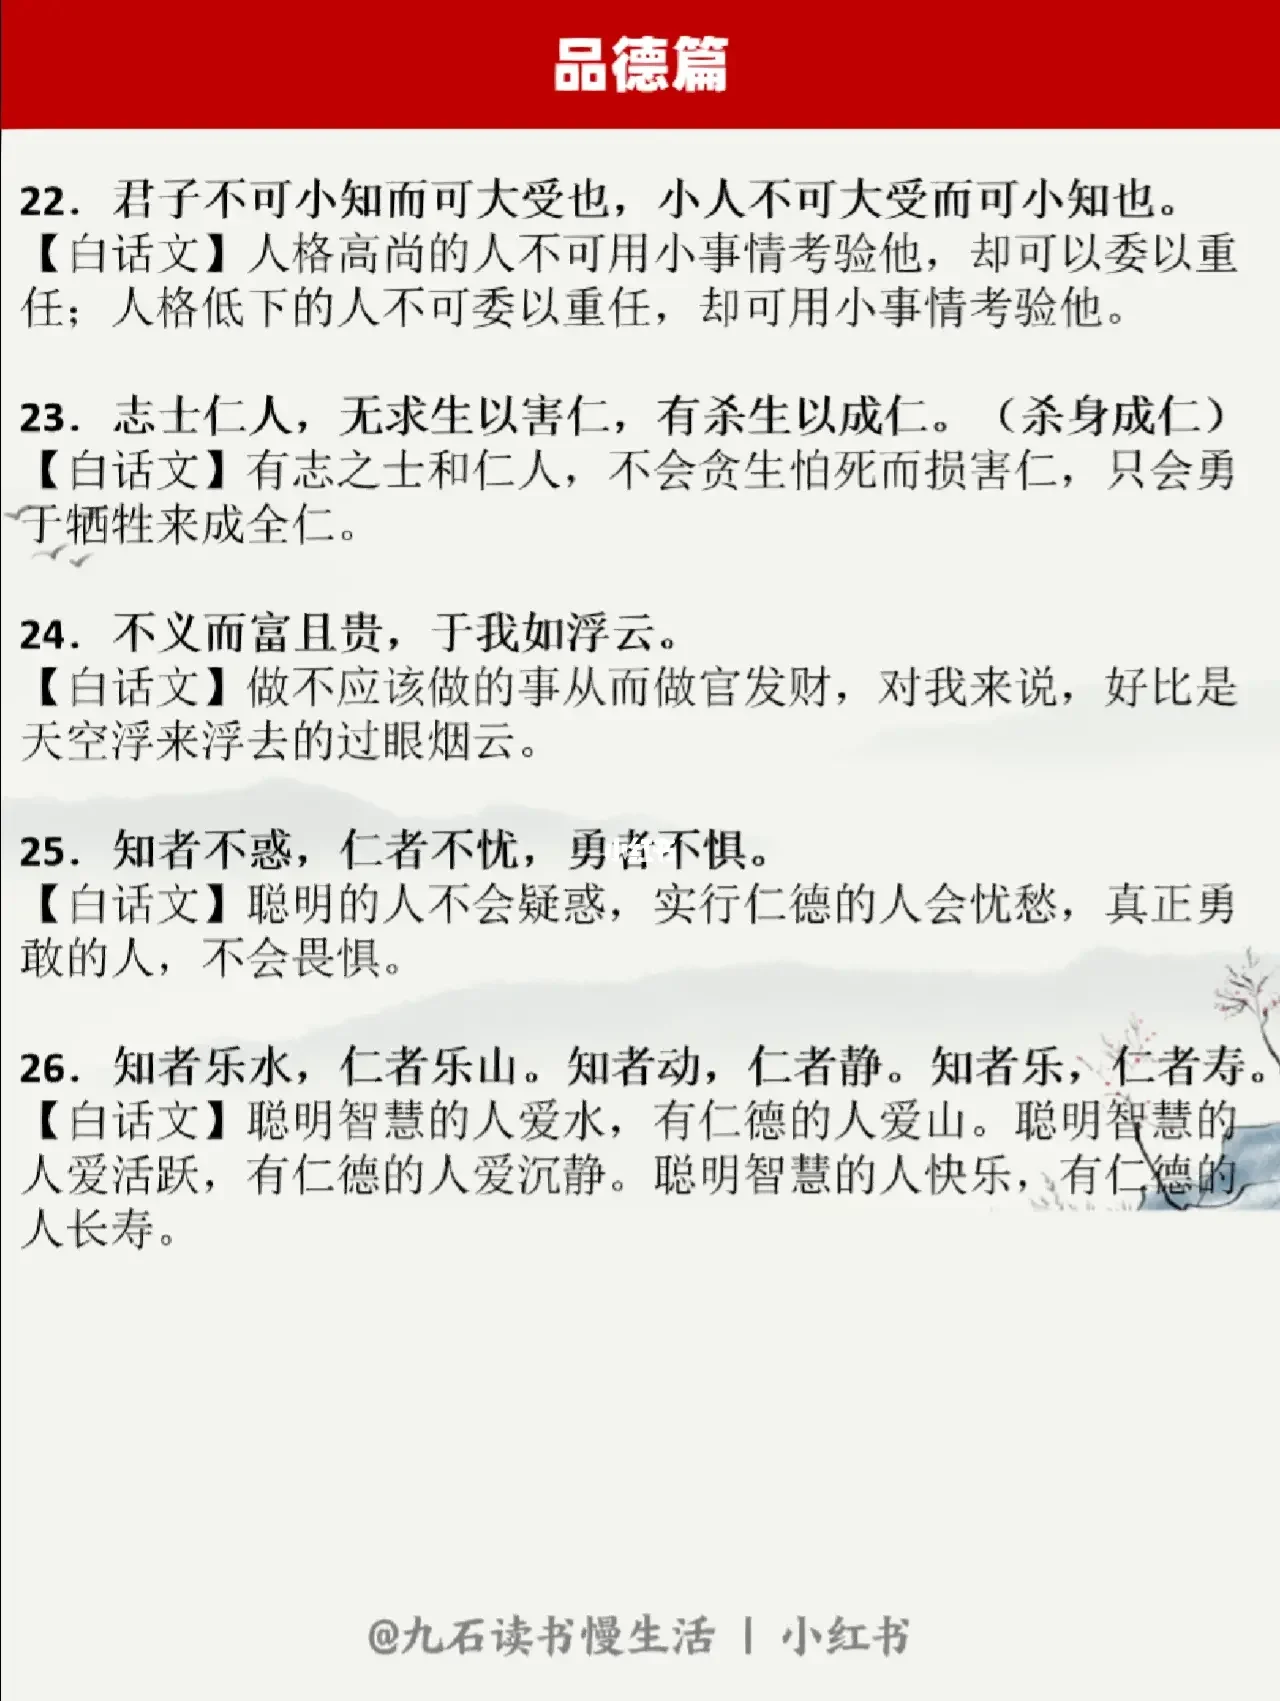 品德篇
22. 君子不可小知而可大受也，小人不可大受而可小知也。
【白话文】人格高尚的人不可用小事情考验他，却可以委以重
任；人格低下的人不可委以重任，却可用小事情考验他。
23. 志士仁人，无求生以害仁，有杀生以成仁。（杀身成仁）
【白话文】有志之士和仁人，不会贪生怕死而损害仁，只会勇
于牺牲来成全仁。
24. 不义而富且贵，于我如浮云。
【白话文】做不应该做的事从而做官发财，对我来说，好比是
天空浮来浮去的过眼烟云。
25. 知者不惑，仁者不忧，勇者不惧。
【白话文】聪明的人不会疑惑，实行仁德的人会忧愁，真正勇
敢的人，不会畏惧。
26. 知者乐水，仁者乐山。知者动，仁者静。知者乐，仁者寿。
【白话文】聪明智慧的人爱水，有仁德的人爱山。聪明智慧的
人爱活跃，有仁德的人爱沉静。聪明智慧的人快乐，有仁德的
人长寿。
@九石读书慢生活 | 小红书